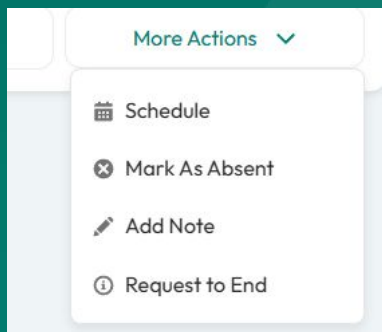 More Actions
Schedule
Mark As Absent
Add Note
Request to End